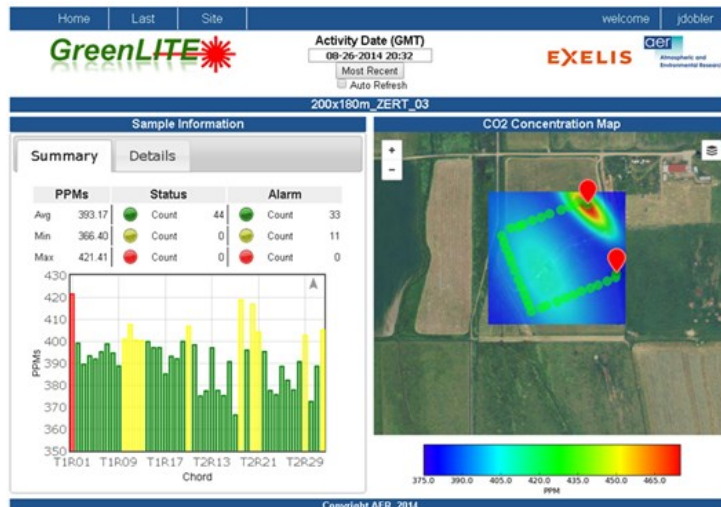 Home Last Site welcome jdobler
GreenLITE
Activity Date (GMT)
08-26-2014 20:32
Most Recent
Auto Refresh
EXELIS
aer
Atmospheric and
Environmental Research
200x180m_ZERT_03
Sample Information
CO2 Concentration Map
Summary Details
PPMs Status Alarm
Avg 393.17 Count 44 Count 33
Min 366.40 Count 0 Count 11
Max 421.41 Count 0 Count 0
430
420
410
400
390
380
370
360
350
PPMs
T1R01 T1R09 T1R17 T2R13 T2R21 T2R29
Chord
+
−
375.0 390.0 405.0 420.0 435.0 450.0 465.0
PPM
Copyright AER, 2014